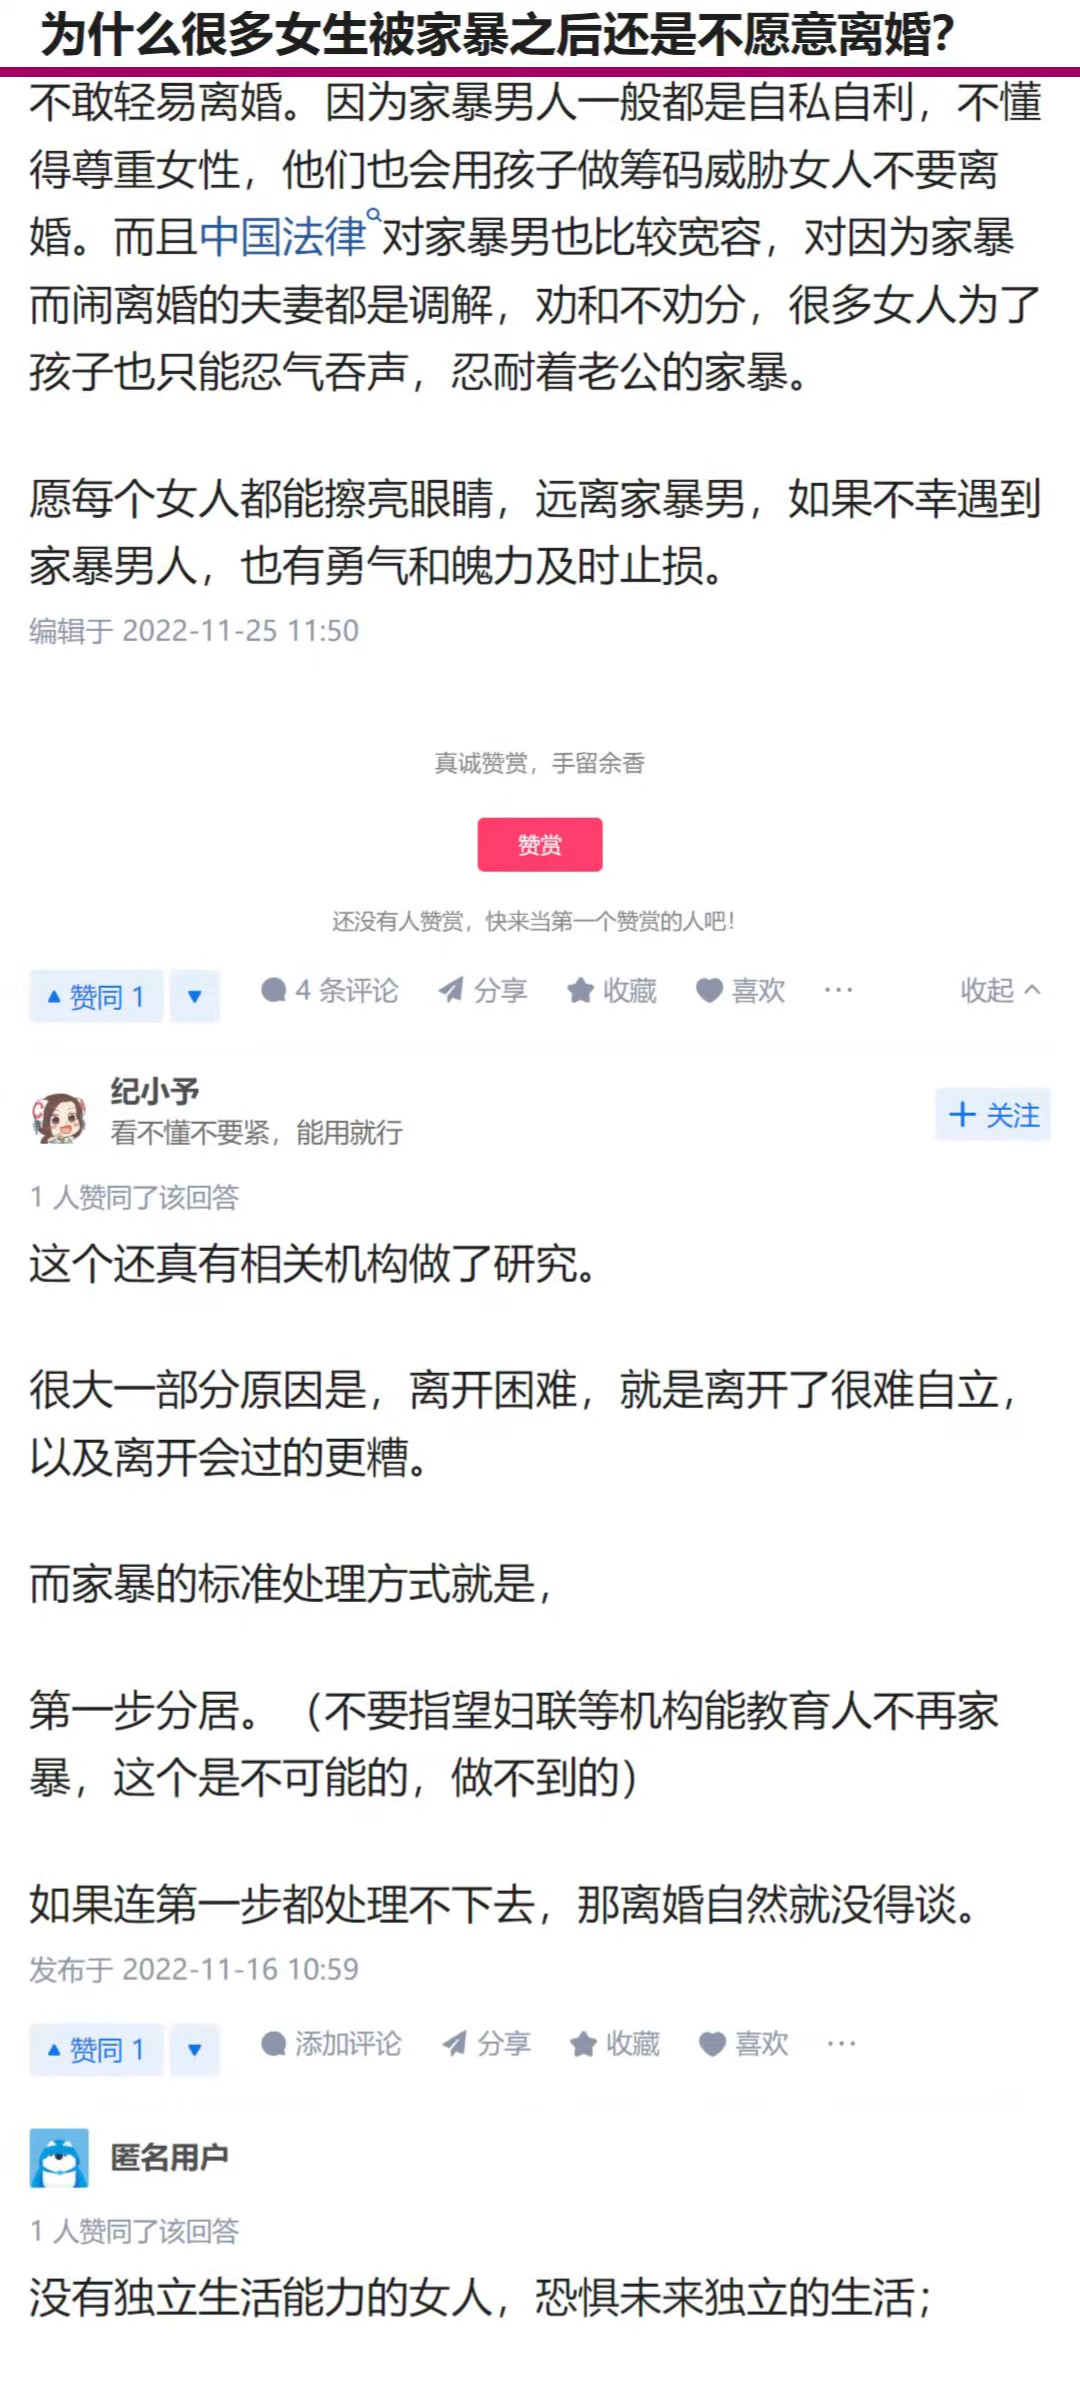 为什么很多女生被家暴之后还是不愿意离婚？
不敢轻易离婚。因为家暴男人一般都是自私自利，不懂
得尊重女性，他们也会用孩子做筹码威胁女人不要离
婚。而且中国法律对家暴男也比较宽容，对因为家暴
而闹离婚的夫妻都是调解，劝和不劝分，很多女人为了
孩子也只能忍气吞声，忍耐着老公的家暴。
愿每个女人都能擦亮眼睛，远离家暴男，如果不幸遇到
家暴男人，也有勇气和魄力及时止损。
编辑于 2022-11-25 11:50
真诚赞赏，手留余香
赞赏
还没有人赞赏，快来当第一个赞赏的人吧！
赞同 1 4 条评论 分享 收藏 喜欢 ··· 收起
纪小予
看不懂不要紧，能用就行
+ 关注
1 人赞同了该回答
这个还真有相关机构做了研究。
很大一部分原因是，离开困难，就是离开了很难自立，
以及离开会过的更糟。
而家暴的标准处理方式就是，
第一步分居。（不要指望妇联等机构能教育人不再家
暴，这个是不可能的，做不到的）
如果连第一步都处理不下去，那离婚自然就没得谈。
发布于 2022-11-16 10:59
赞同 1 添加评论 分享 收藏 喜欢 ···
匿名用户
1 人赞同了该回答
没有独立生活能力的女人，恐惧未来独立的生活；